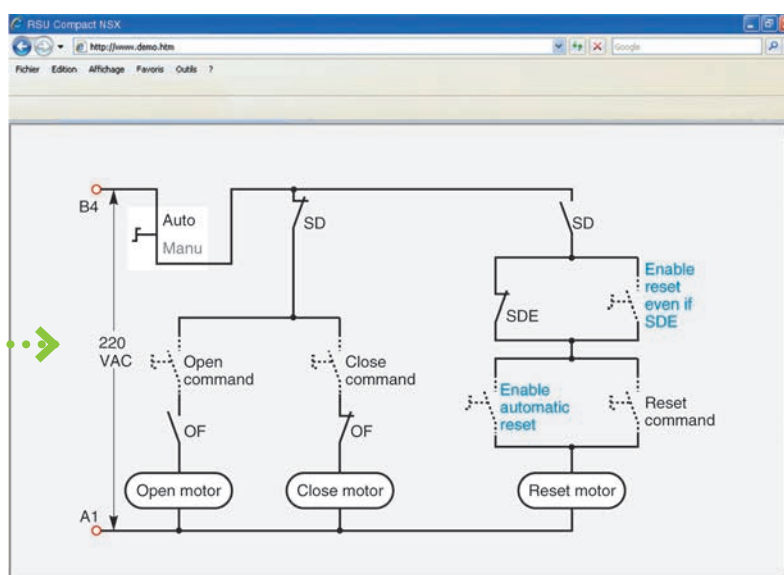 RSU Compact NSX
http://www.demo.htm
Google
Fichier Edition Affichage Favoris Outils ?
B4
Auto
Manu
SD
SD
Enable
reset
even if
SDE
SDE
220
VAC
Open
command
Close
command
Enable
automatic
reset
Reset
command
OF
OF
Open motor
Close motor
Reset motor
A1